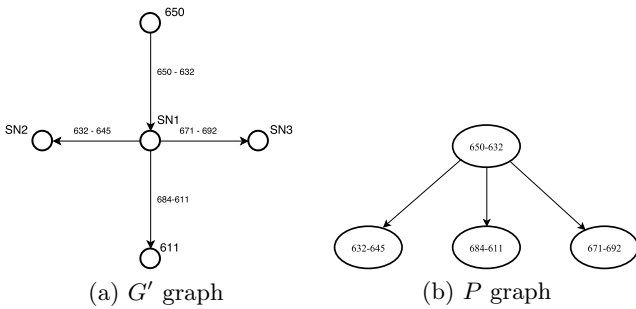 650
650 - 632
SN1
SN2
632 - 645
671 - 692
SN3
684-611
611
(a) G′ graph
650-632
632-645
684-611
671-692
(b) P graph